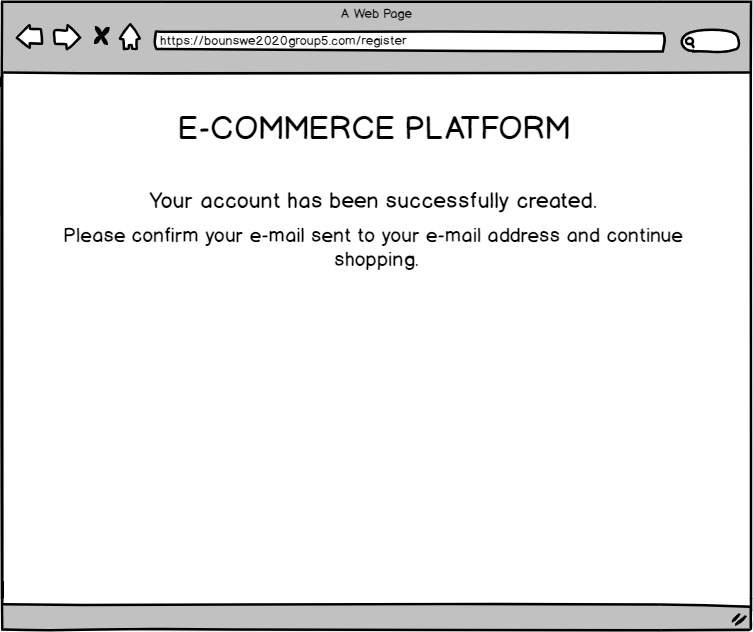 A Web Page
https://bounswe2020group5.com/register
E-COMMERCE PLATFORM
Your account has been successfully created.
Please confirm your e-mail sent to your e-mail address and continue
shopping.